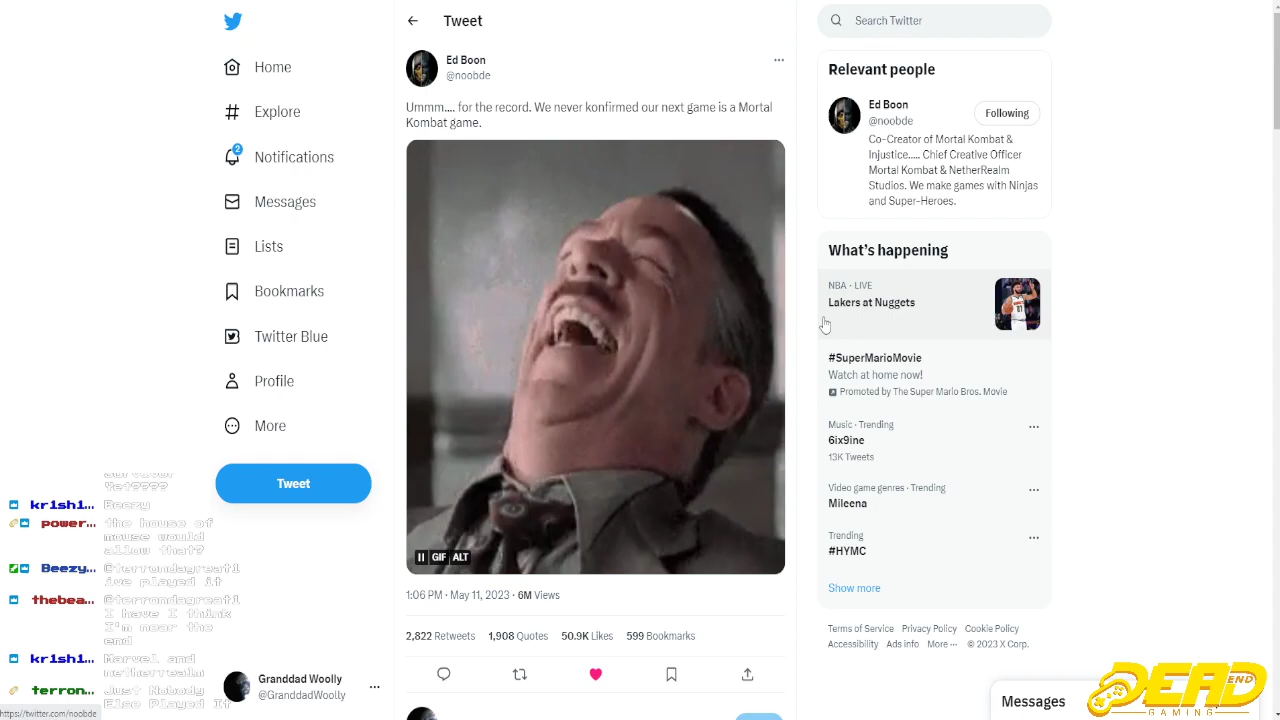 Tweet
Search Twitter
Home
Explore
2
Notifications
Messages
Lists
Bookmarks
Twitter Blue
Profile
More
Tweet
Ed Boon
@noobde
Ummm.... for the record. We never konfirmed our next game is a Mortal
Kombat game.
GIF ALT
1:06 PM · May 11, 2023 · 6M Views
2,822 Retweets 1,908 Quotes 50.9K Likes 599 Bookmarks
Relevant people
Ed Boon
@noobde
Following
Co-Creator of Mortal Kombat &
Injustice..... Chief Creative Officer
Mortal Kombat & NetherRealm
Studios. We make games with Ninjas
and Super-Heroes.
What's happening
NBA · LIVE
Lakers at Nuggets
#SuperMarioMovie
Watch at home now!
Promoted by The Super Mario Bros. Movie
Music · Trending
6ix9ine
13K Tweets
Video game genres · Trending
Mileena
Trending
#HYMC
Show more
Terms of Service Privacy Policy Cookie Policy
Accessibility Ads info More ··· © 2023 X Corp.
Messages
Yet????
kr1shi... Beezy
power... the house of
mouse would
allow that?
Beezy... @terrondagreat1
ive played it
thebea... @terrondagreat1
I have I think
I'm near the
end
kr1shi... Marvel and
netherrealm
terron... Just Nobody
Else Played It
Granddad Woolly
@GranddadWoolly
https://twitter.com/noobde
DEAD END
GAMING